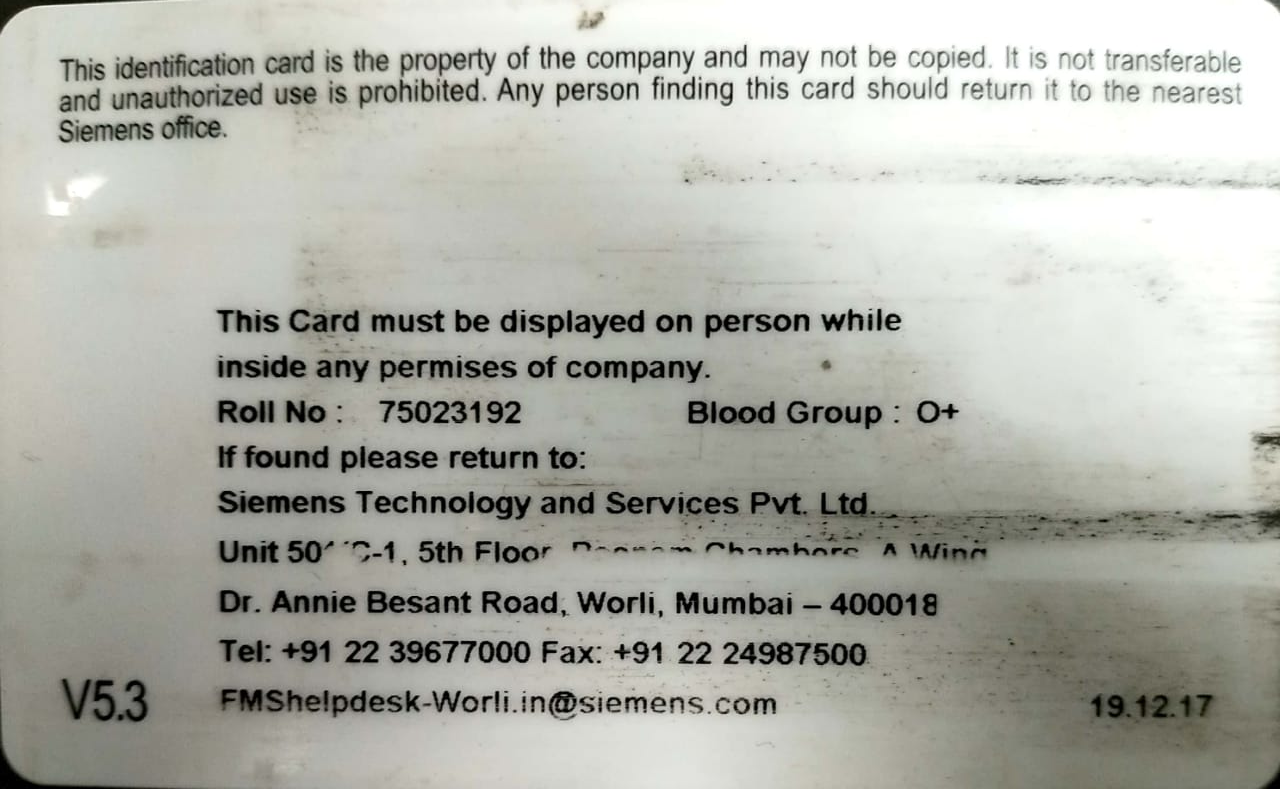 This identification card is the property of the company and may not be copied. It is not transferable
and unauthorized use is prohibited. Any person finding this card should return it to the nearest
Siemens office.
This Card must be displayed on person while
inside any permises of company.
Roll No : 75023192 Blood Group : O+
If found please return to:
Siemens Technology and Services Pvt. Ltd.
Unit 5th Floor Chambers A Wing
Dr. Annie Besant Road, Worli, Mumbai – 400018
Tel: +91 22 39677000 Fax: +91 22 24987500
V5.3 FMShelpdesk-Worli.in@siemens.com 19.12.17